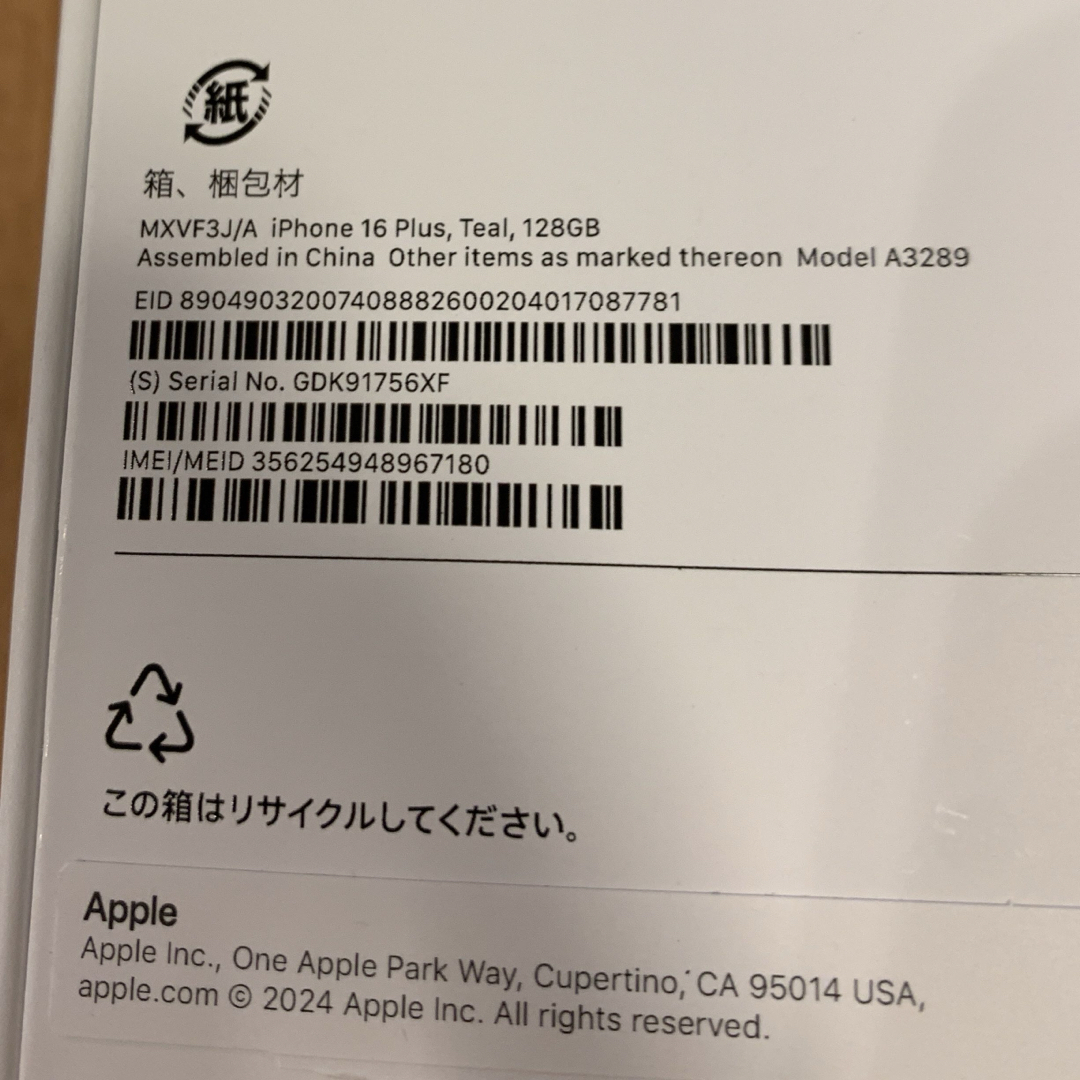 紙
箱、梱包材
MXVF3J/A iPhone 16 Plus, Teal, 128GB
Assembled in China Other items as marked thereon Model A3289
EID 89049032007408882600204017087781
(S) Serial No. GDK91756XF
IMEI/MEID 356254948967180
この箱はリサイクルしてください。
Apple
Apple Inc., One Apple Park Way, Cupertino, CA 95014 USA,
apple.com © 2024 Apple Inc. All rights reserved.